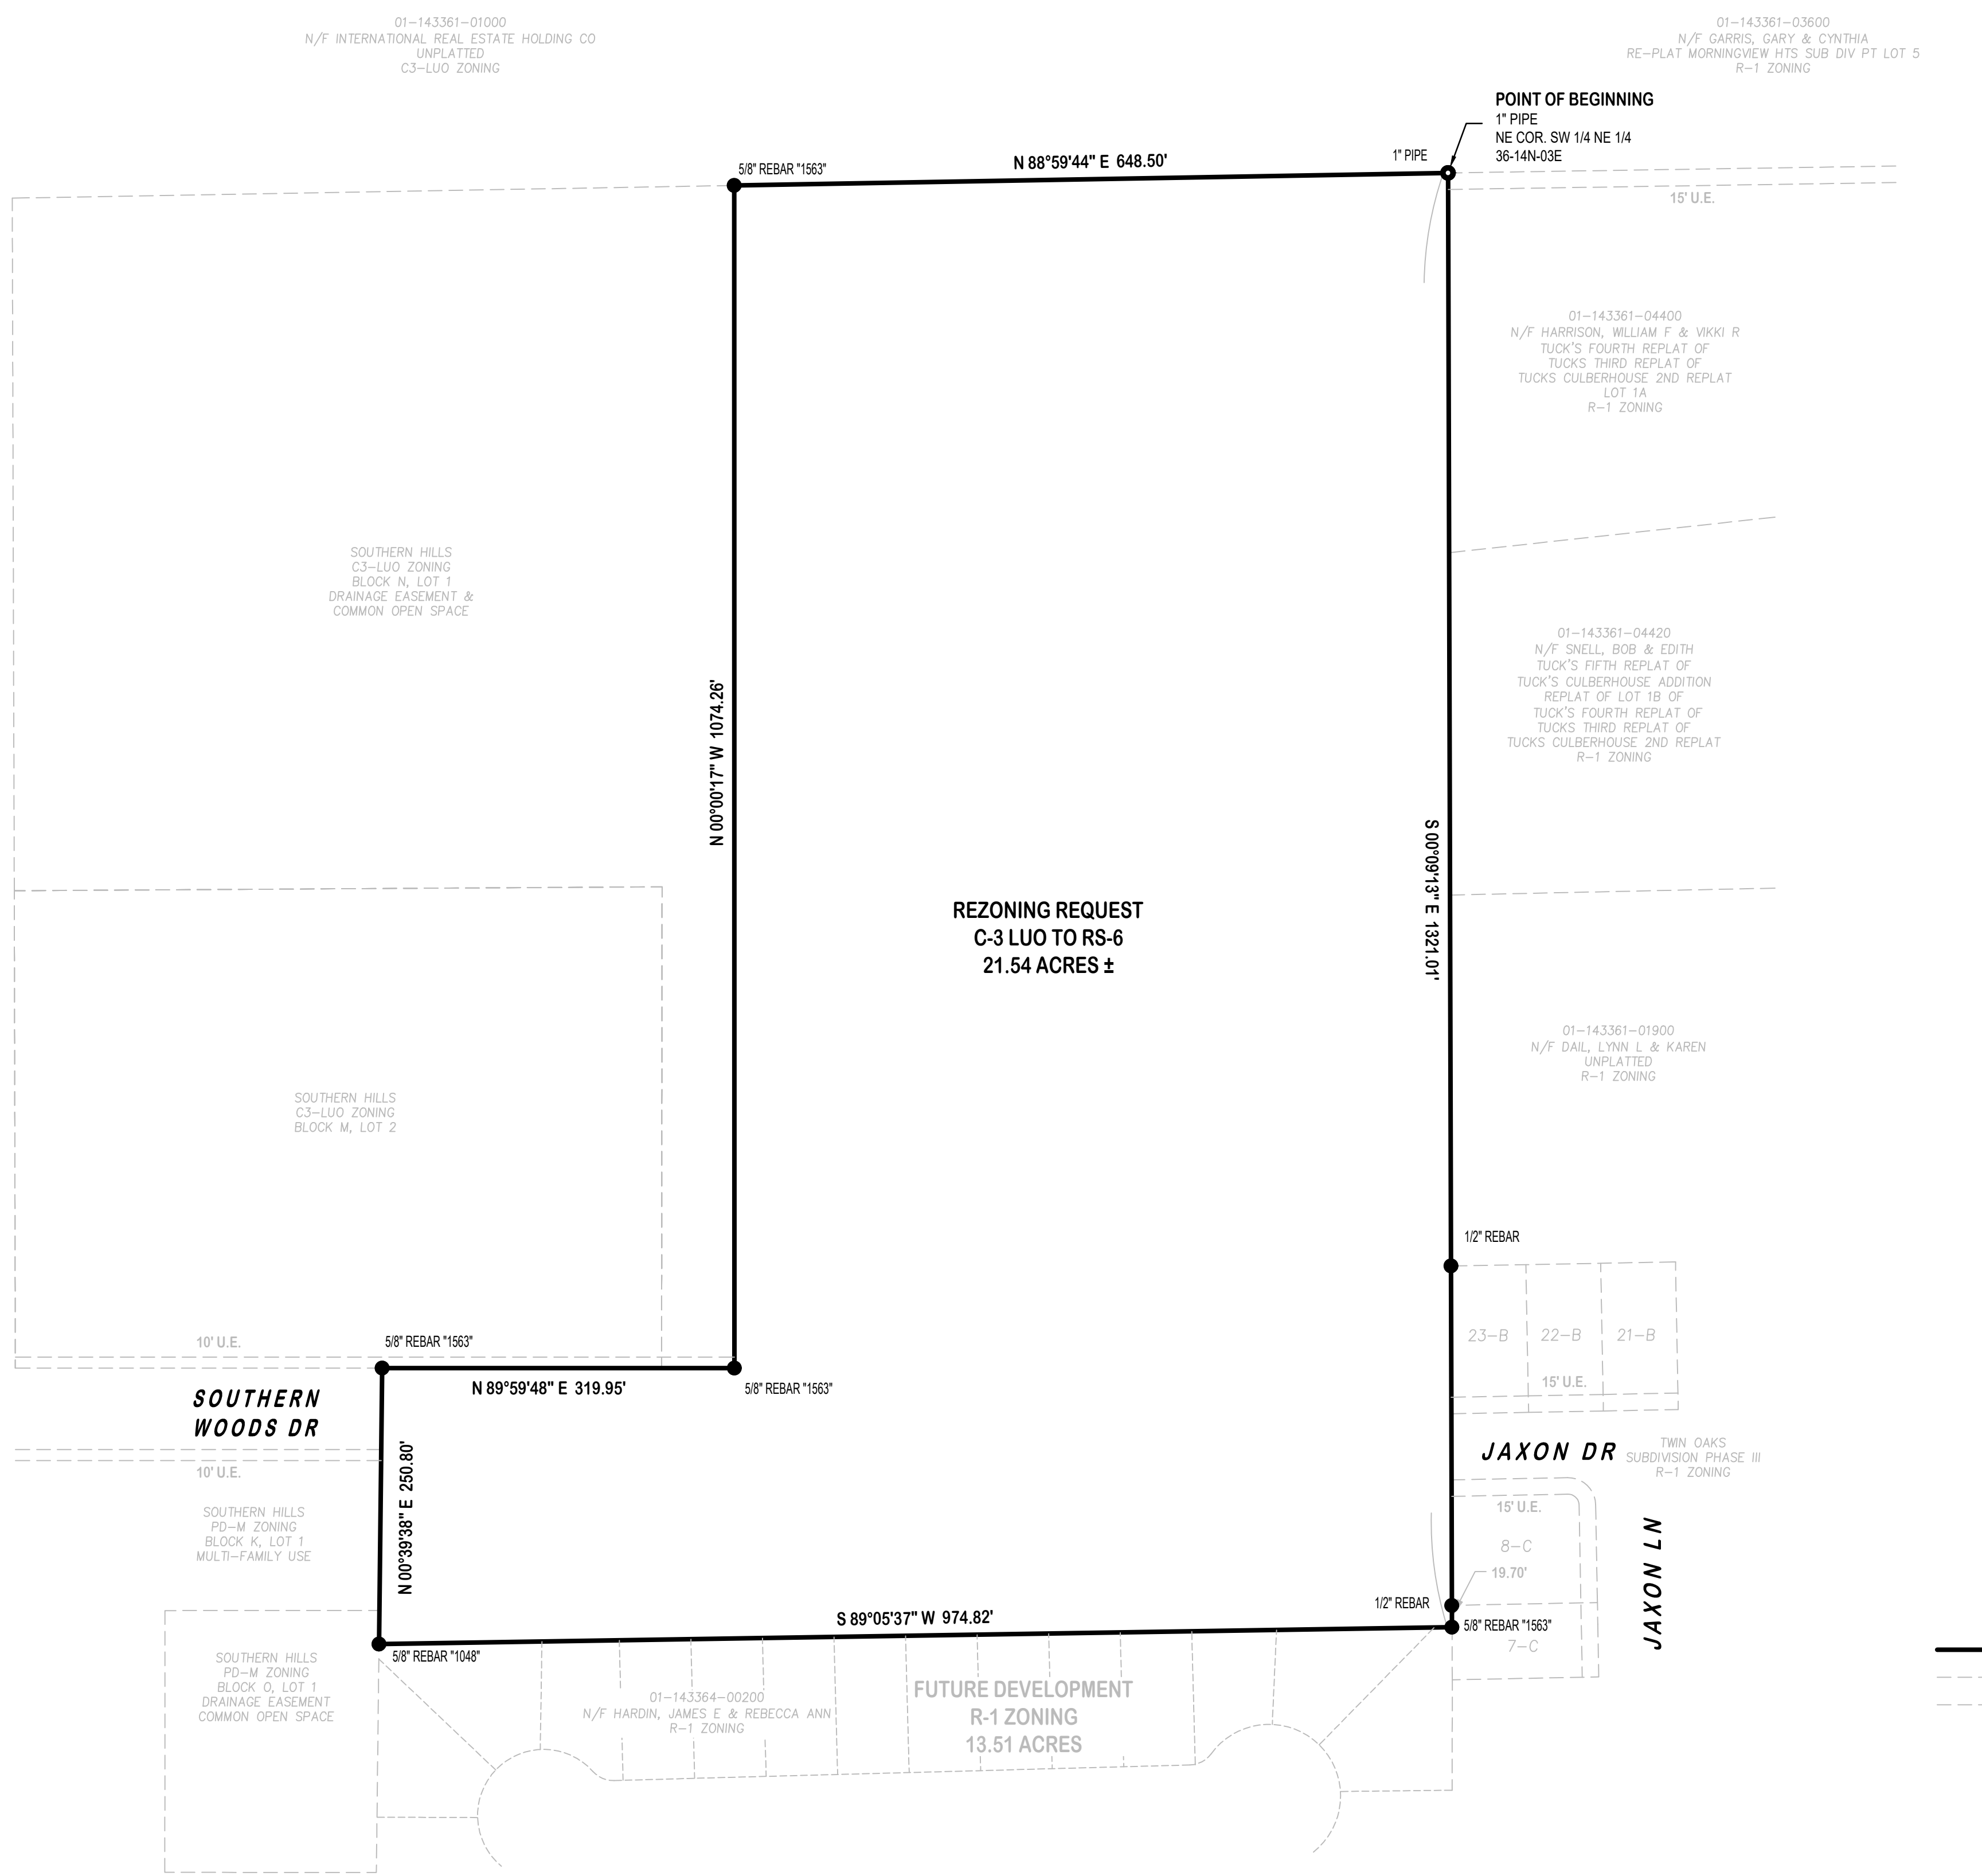 01-143361-01000
N/F INTERNATIONAL REAL ESTATE HOLDING CO
UNPLATTED
C3-LUO ZONING
01-143361-03600
N/F GARRIS, GARY & CYNTHIA
RE-PLAT MORNINGVIEW HTS SUB DIV PT LOT 5
R-1 ZONING
POINT OF BEGINNING
1" PIPE
NE COR. SW 1/4 NE 1/4
36-14N-03E
5/8" REBAR "1563"
N 88°59'44" E 648.50'
1" PIPE
15' U.E.
01-143361-04400
N/F HARRISON, WILLIAM F & VIKKI R
TUCK'S FOURTH REPLAT OF
TUCKS THIRD REPLAT OF
TUCKS CULBERHOUSE 2ND REPLAT
LOT 1A
R-1 ZONING
SOUTHERN HILLS
C3-LUO ZONING
BLOCK N, LOT 1
DRAINAGE EASEMENT &
COMMON OPEN SPACE
01-143361-04420
N/F SNELL, BOB & EDITH
TUCK'S FIFTH REPLAT OF
TUCK'S CULBERHOUSE ADDITION
REPLAT OF LOT 1B OF
TUCK'S FOURTH REPLAT OF
TUCKS THIRD REPLAT OF
TUCKS CULBERHOUSE 2ND REPLAT
R-1 ZONING
N 00°00'17" W 1074.26'
S 00°09'13" E 1321.01'
REZONING REQUEST
C-3 LUO TO RS-6
21.54 ACRES ±
01-143361-01900
N/F DAIL, LYNN L & KAREN
UNPLATTED
R-1 ZONING
SOUTHERN HILLS
C3-LUO ZONING
BLOCK M, LOT 2
1/2" REBAR
23-B
22-B
21-B
15' U.E.
10' U.E.
5/8" REBAR "1563"
N 89°59'48" E 319.95'
5/8" REBAR "1563"
SOUTHERN
WOODS DR
10' U.E.
N 00°39'38" E 250.80'
JAXON DR
TWIN OAKS
SUBDIVISION PHASE III
R-1 ZONING
15' U.E.
8-C
19.70'
JAXON LN
SOUTHERN HILLS
PD-M ZONING
BLOCK K, LOT 1
MULTI-FAMILY USE
1/2" REBAR
S 89°05'37" W 974.82'
5/8" REBAR "1563"
7-C
5/8" REBAR "1048"
SOUTHERN HILLS
PD-M ZONING
BLOCK O, LOT 1
DRAINAGE EASEMENT
COMMON OPEN SPACE
01-143364-00200
N/F HARDIN, JAMES E & REBECCA ANN
R-1 ZONING
FUTURE DEVELOPMENT
R-1 ZONING
13.51 ACRES